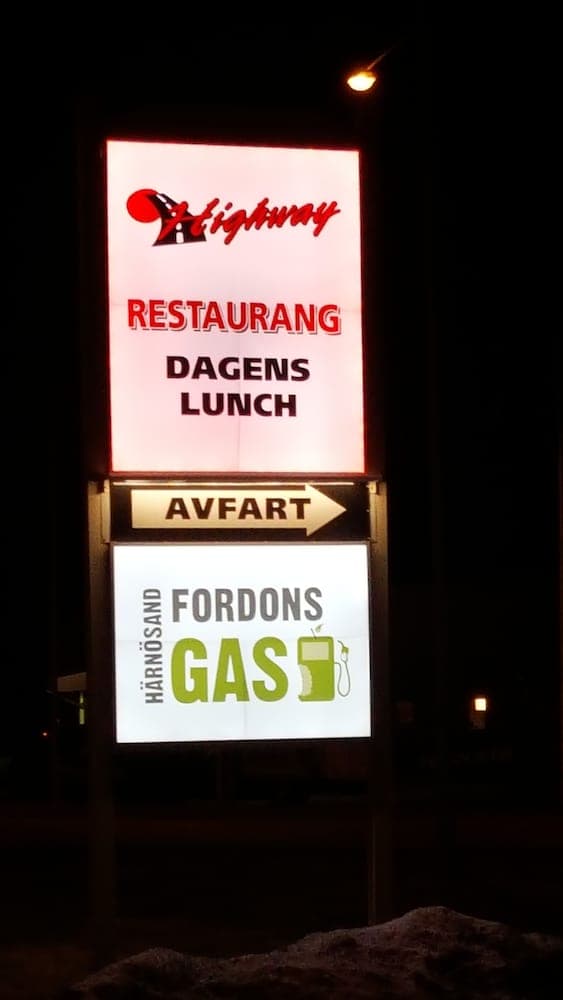 Highway
RESTAURANG
DAGENS
LUNCH
AVFART
HÄRNÖSAND
FORDONS
GAS